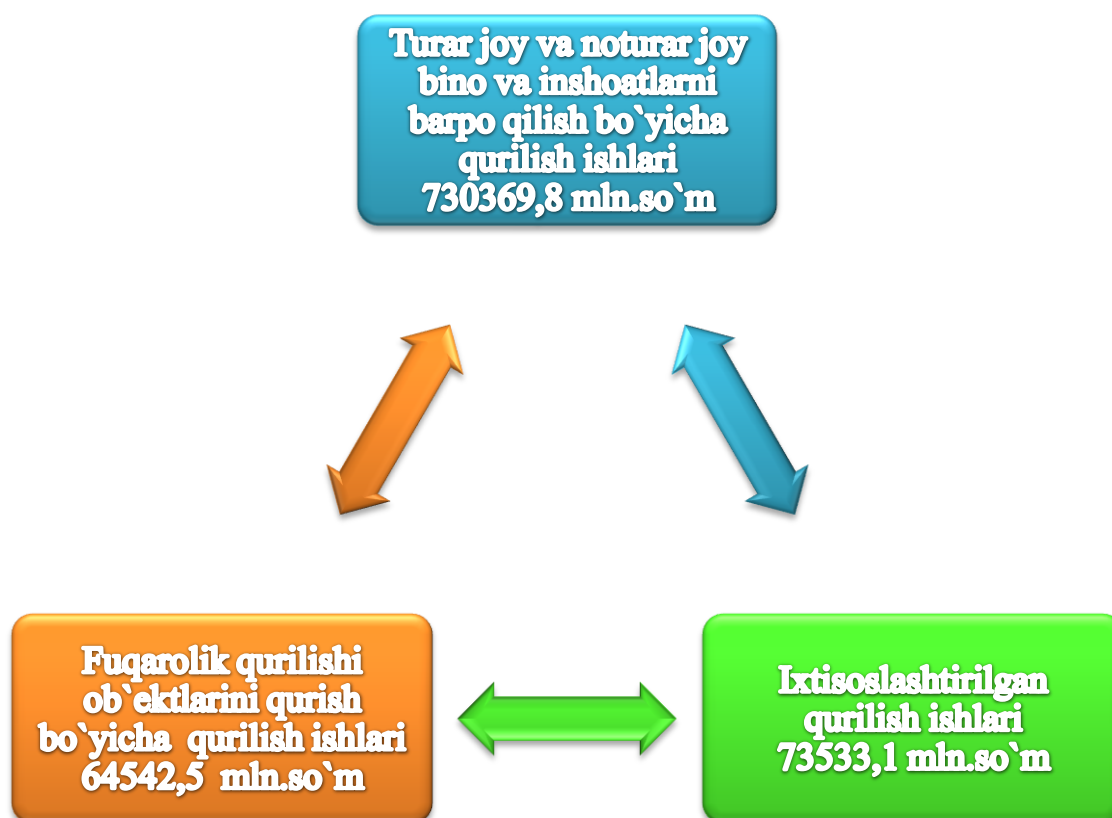 Turar joy va noturar joy
bino va inshoatlarni
barpo qilish bo`yicha
qurilish ishlari
730369,8 mln.so`m
Fuqarolik qurilishi
ob`ektlarini qurish
bo`yicha qurilish ishlari
64542,5 mln.so`m
Ixtisoslashtirilgan
qurilish ishlari
73533,1 mln.so`m